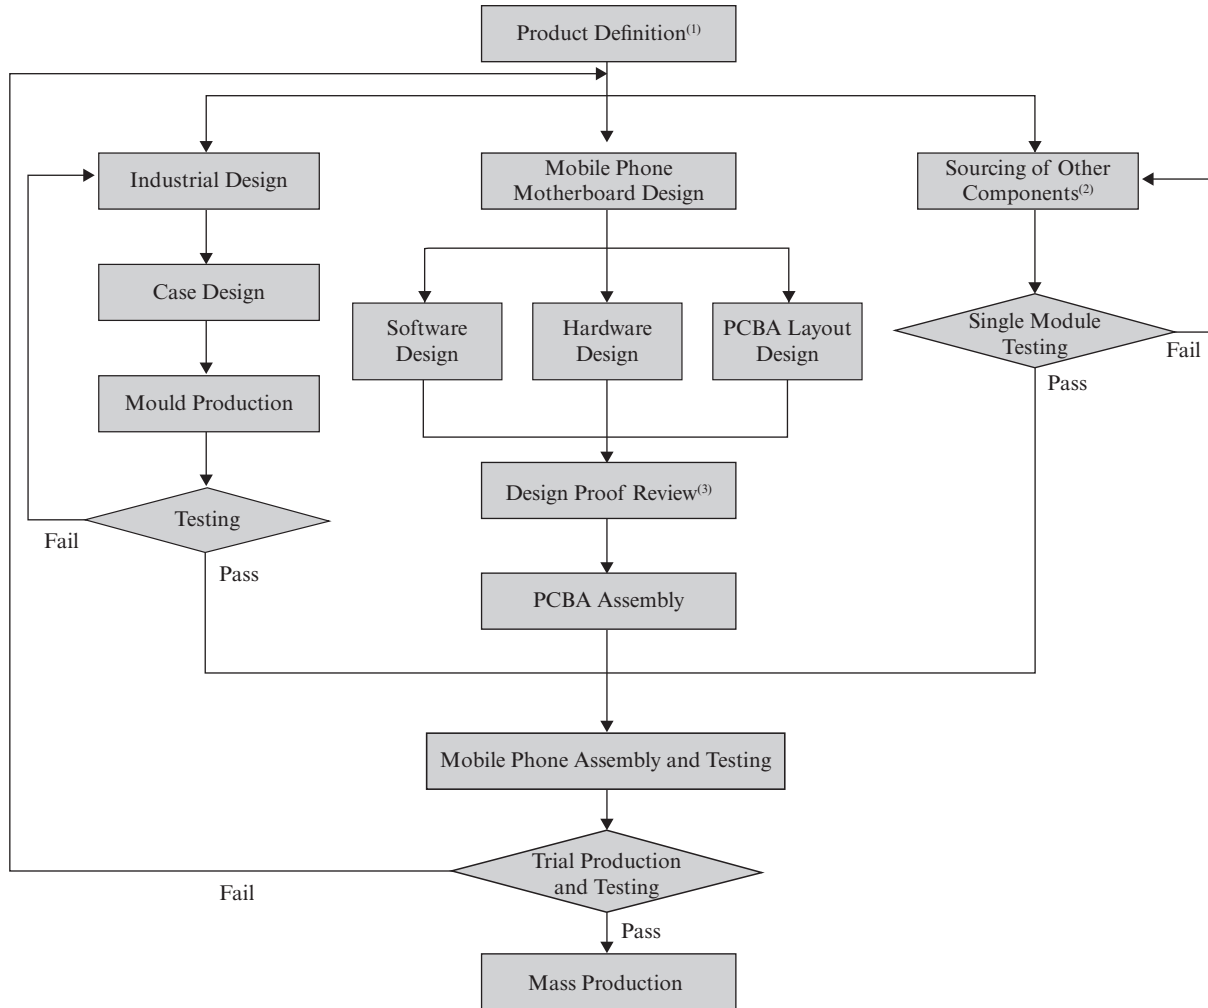 Product Definition(1)
Industrial Design
Mobile Phone
Motherboard Design
Sourcing of Other
Components(2)
Case Design
Software
Design
Hardware
Design
PCBA Layout
Design
Single Module
Testing
Fail
Pass
Mould Production
Design Proof Review(3)
Testing
Fail
Pass
PCBA Assembly
Mobile Phone Assembly and Testing
Trial Production
and Testing
Fail
Pass
Mass Production